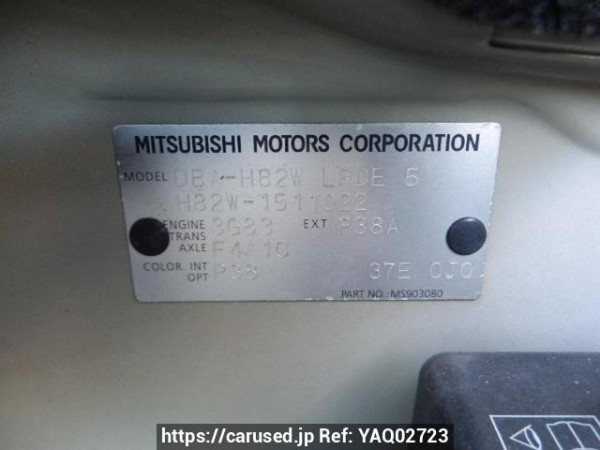 MITSUBISHI MOTORS CORPORATION
MODEL DBA-H82W LRDE 5
H82W-1511022
ENGINE 3G83 EXT P38A
TRANS
AXLE F4A10
COLOR. INT
OPT P38 37E 0J03
PART NO : MS903080
https://carused.jp Ref: YAQ02723